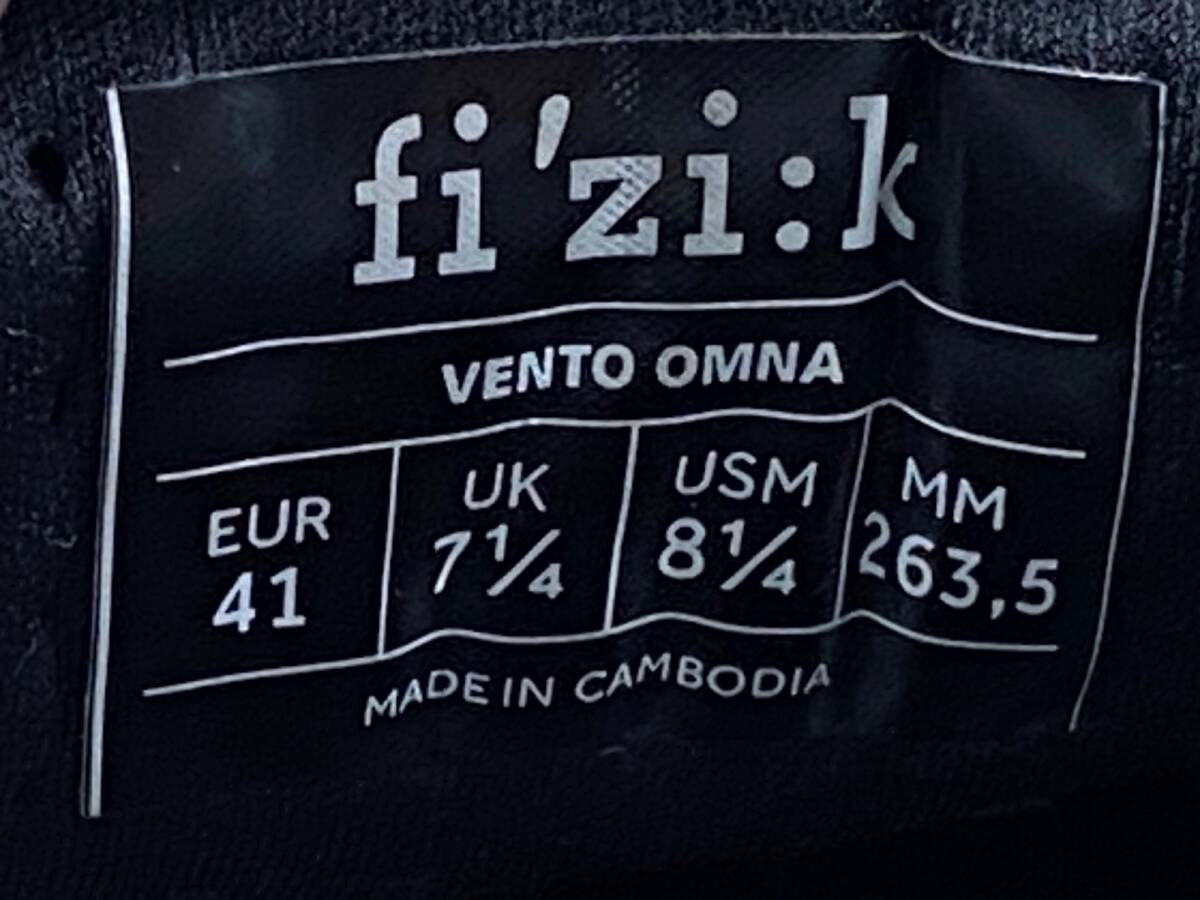 fi'zi:k
VENTO OMNA
EUR UK USM MM
41 7¼ 8¼ 263,5
MADE IN CAMBODIA